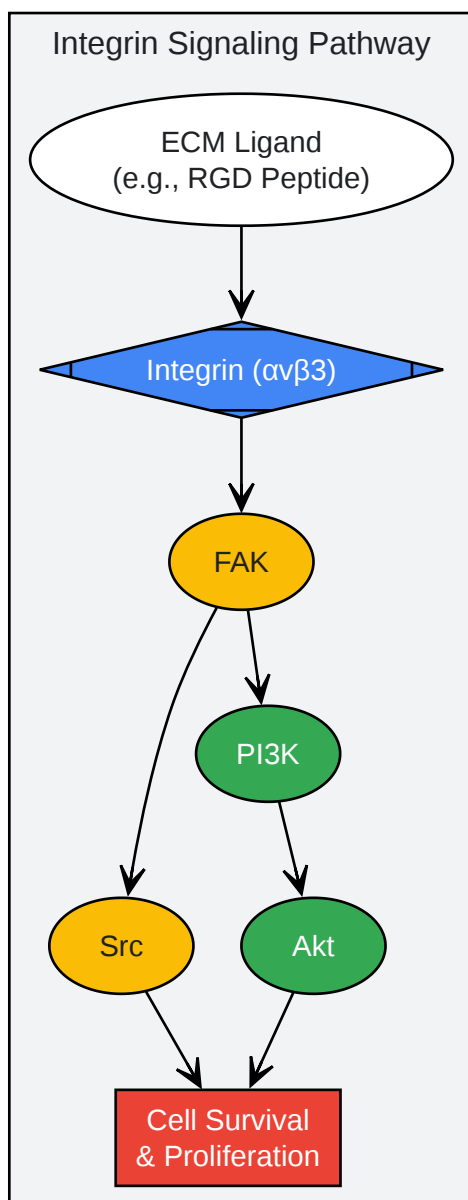 Integrin Signaling Pathway
ECM Ligand
(e.g., RGD Peptide)
Integrin (αvβ3)
FAK
PI3K
Src
Akt
Cell Survival
& Proliferation